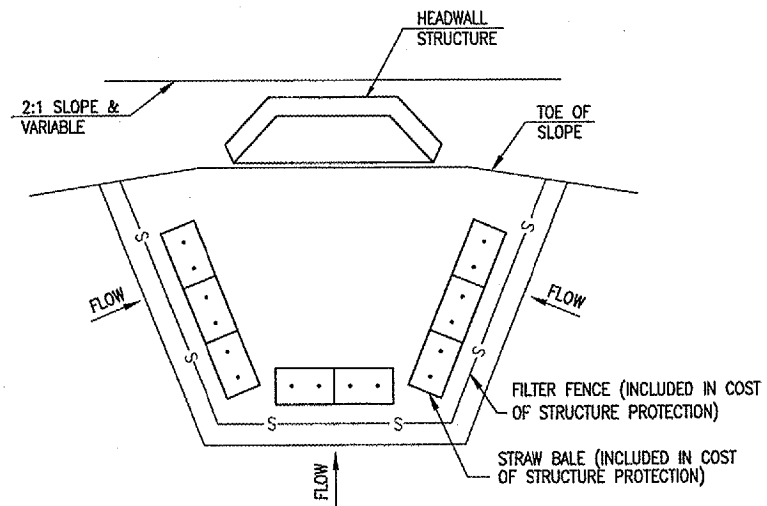 HEADWALL
STRUCTURE
2:1 SLOPE &
VARIABLE
TOE OF
SLOPE
S
S
FLOW
FLOW
S
S
FILTER FENCE (INCLUDED IN COST
OF STRUCTURE PROTECTION)
S
S
STRAW BALE (INCLUDED IN COST
OF STRUCTURE PROTECTION)
FLOW